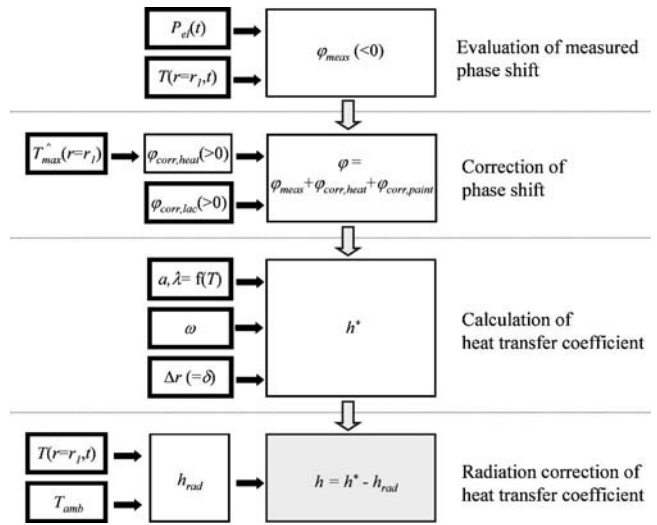 P_el(t)
T(r=r_1,t)
φ_meas (<0)
Evaluation of measured
phase shift
T^_max(r=r_1)
φ_corr,heat(>0)
φ_corr,lac(>0)
φ =
φ_meas+φ_corr,heat+φ_corr,paint
Correction of
phase shift
a,λ= f(T)
ω
Δr (=δ)
h*
Calculation of
heat transfer coefficient
T(r=r_1,t)
T_amb
h_rad
h = h* - h_rad
Radiation correction of
heat transfer coefficient